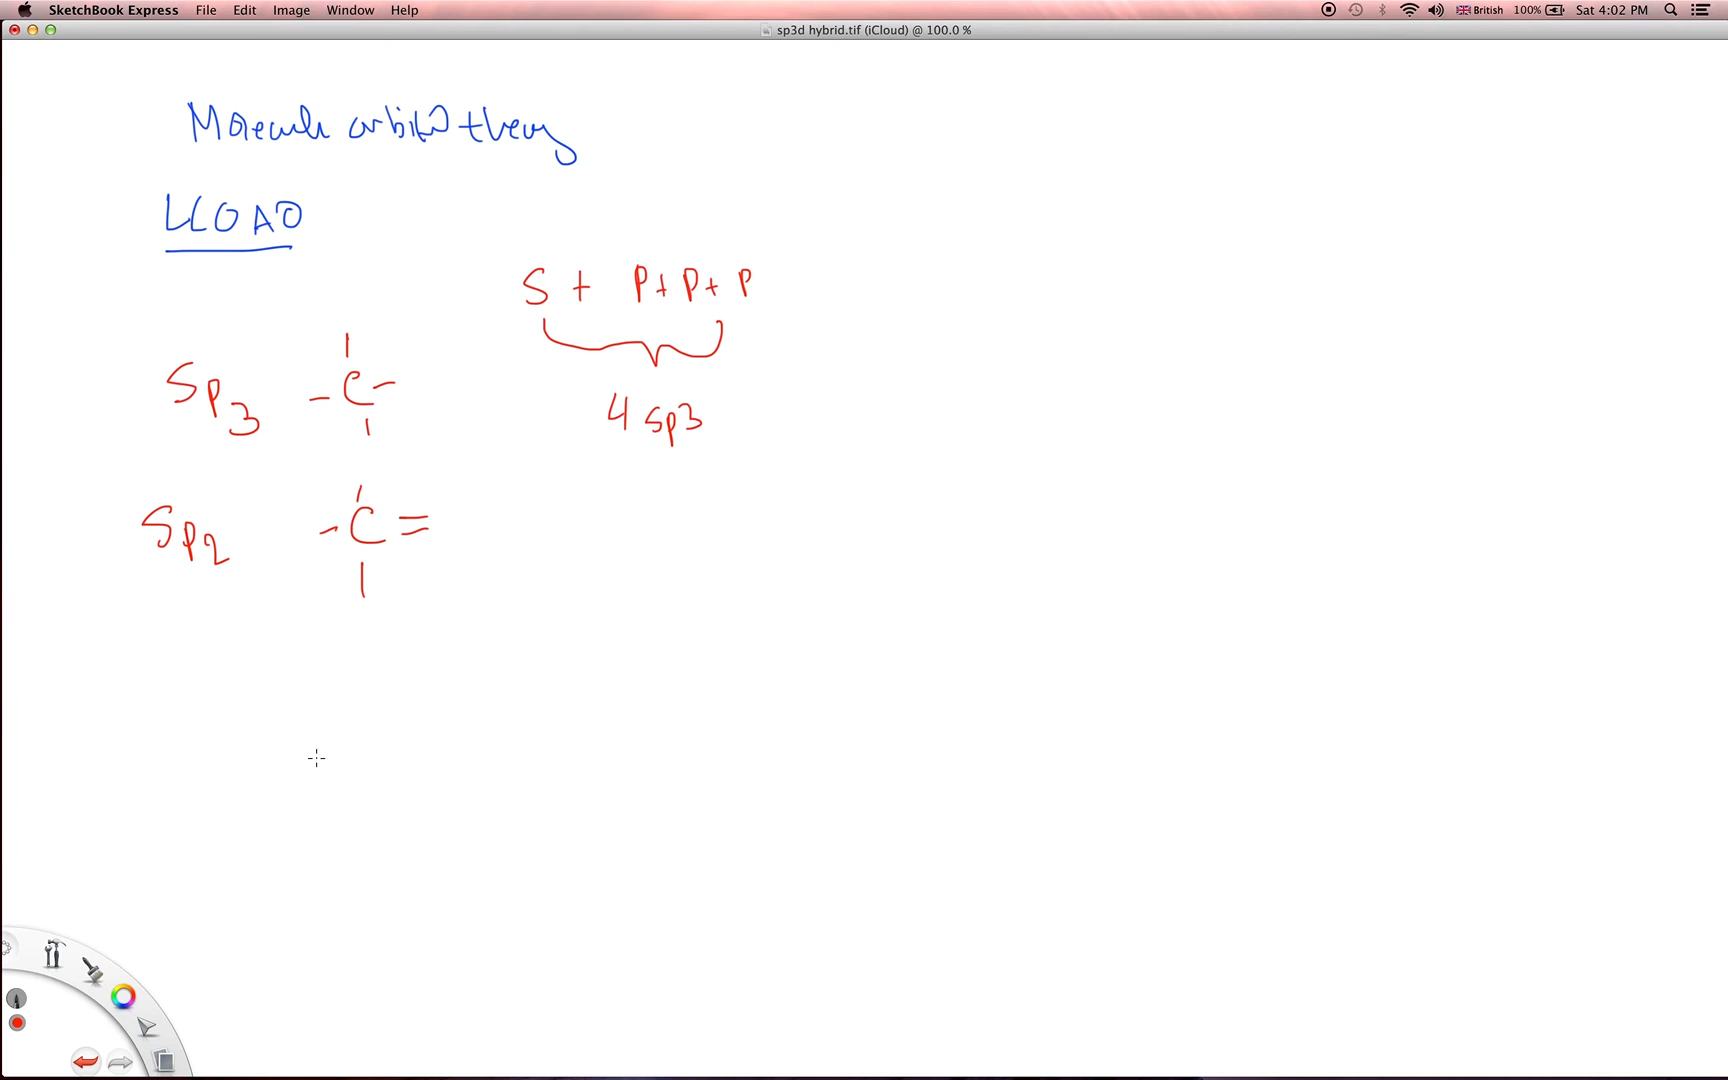 SketchBook Express File Edit Image Window Help British 100% Sat 4:02 PM
sp3d hybrid.tif (iCloud) @ 100.0 %
Molecule orbital theory
LCOAO
S + P + P + P
Sp3 - C -
4 sp3
Sp2 - C =